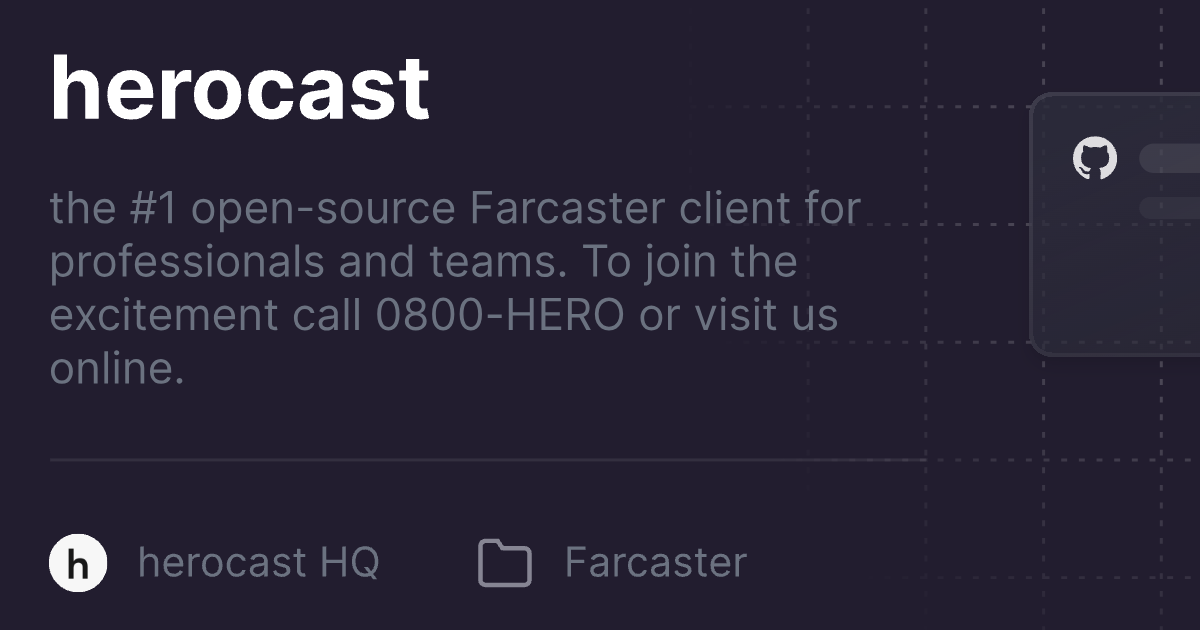 herocast
the #1 open-source Farcaster client for
professionals and teams. To join the
excitement call 0800-HERO or visit us
online.
h herocast HQ Farcaster